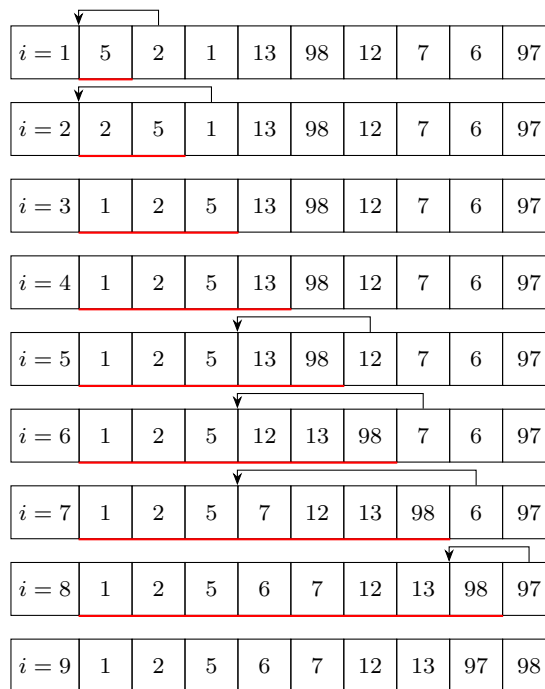 i = 1 5 2 1 13 98 12 7 6 97
i = 2 2 5 1 13 98 12 7 6 97
i = 3 1 2 5 13 98 12 7 6 97
i = 4 1 2 5 13 98 12 7 6 97
i = 5 1 2 5 13 98 12 7 6 97
i = 6 1 2 5 12 13 98 7 6 97
i = 7 1 2 5 7 12 13 98 6 97
i = 8 1 2 5 6 7 12 13 98 97
i = 9 1 2 5 6 7 12 13 97 98